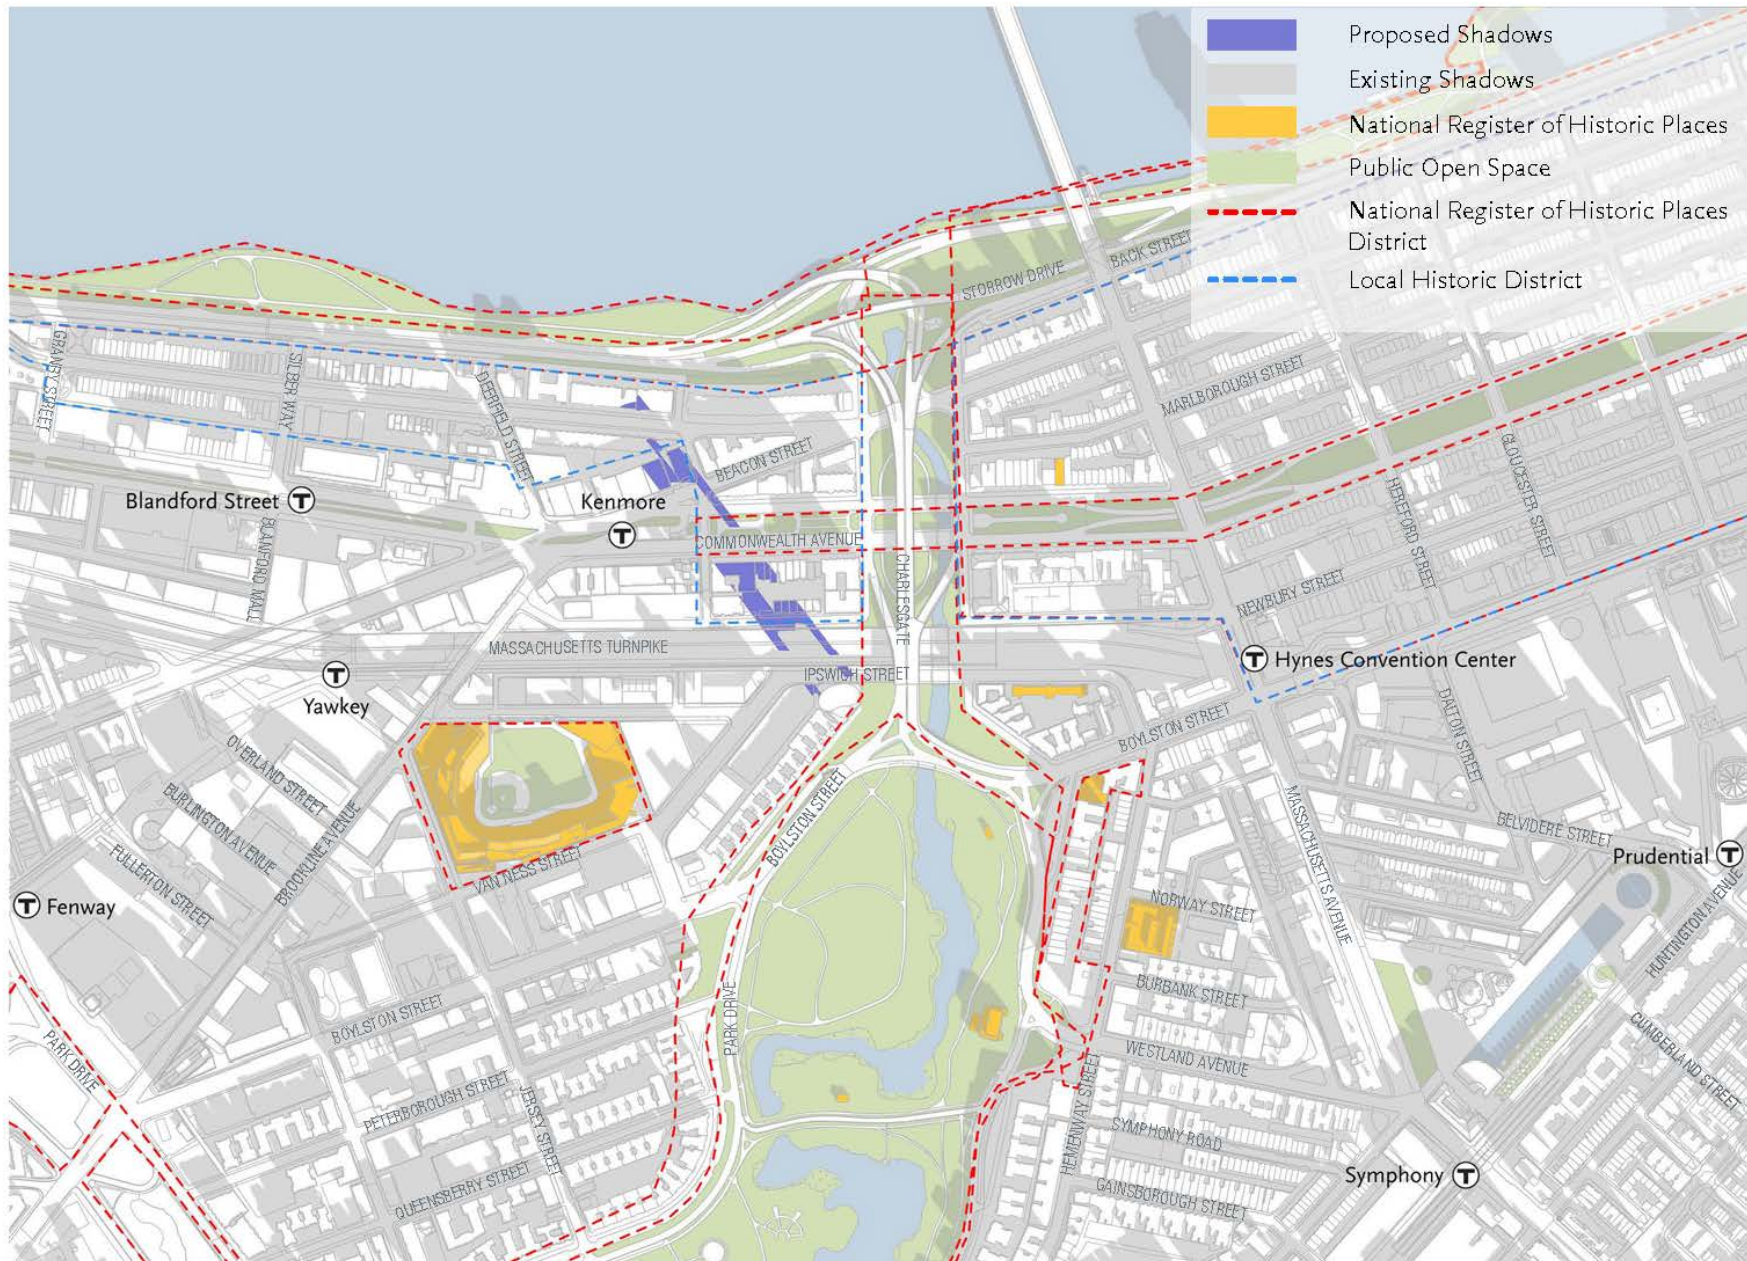 Proposed Shadows
Existing Shadows
National Register of Historic Places
Public Open Space
National Register of Historic Places
District
Local Historic District
BACK STREET
STORROW DRIVE
GRANBY STREET
SILBER WAY
DEERFIELD STREET
MARLBOROUGH STREET
BEACON STREET
GLOUCESTER STREET
HEREFORD STREET
Blandford Street T
Kenmore
T
BLANFORD MALL
COMMONWEALTH AVENUE
CHARLESGATE
NEWBURY STREET
MASSACHUSETTS TURNPIKE
T
Yawkey
IPSWICH STREET
T Hynes Convention Center
BOYLSTON STREET
DALTON STREET
OVERLAND STREET
BURLINGTON AVENUE
FULLERTON STREET
BROOKLINE AVENUE
VAN NESS STREET
BOYLSTON STREET
MASSACHUSETTS AVENUE
BELVIDERE STREET
Prudential T
HUNTINGTON AVENUE
T Fenway
NORWAY STREET
BURBANK STREET
BOYLSTON STREET
PARK DRIVE
PARK DRIVE
WESTLAND AVENUE
CUMBERLAND STREET
PETERBOROUGH STREET
JERSEY STREET
HEMENWAY STREET
SYMPHONY ROAD
Symphony T
QUEENSBERRY STREET
GAINSBOROUGH STREET